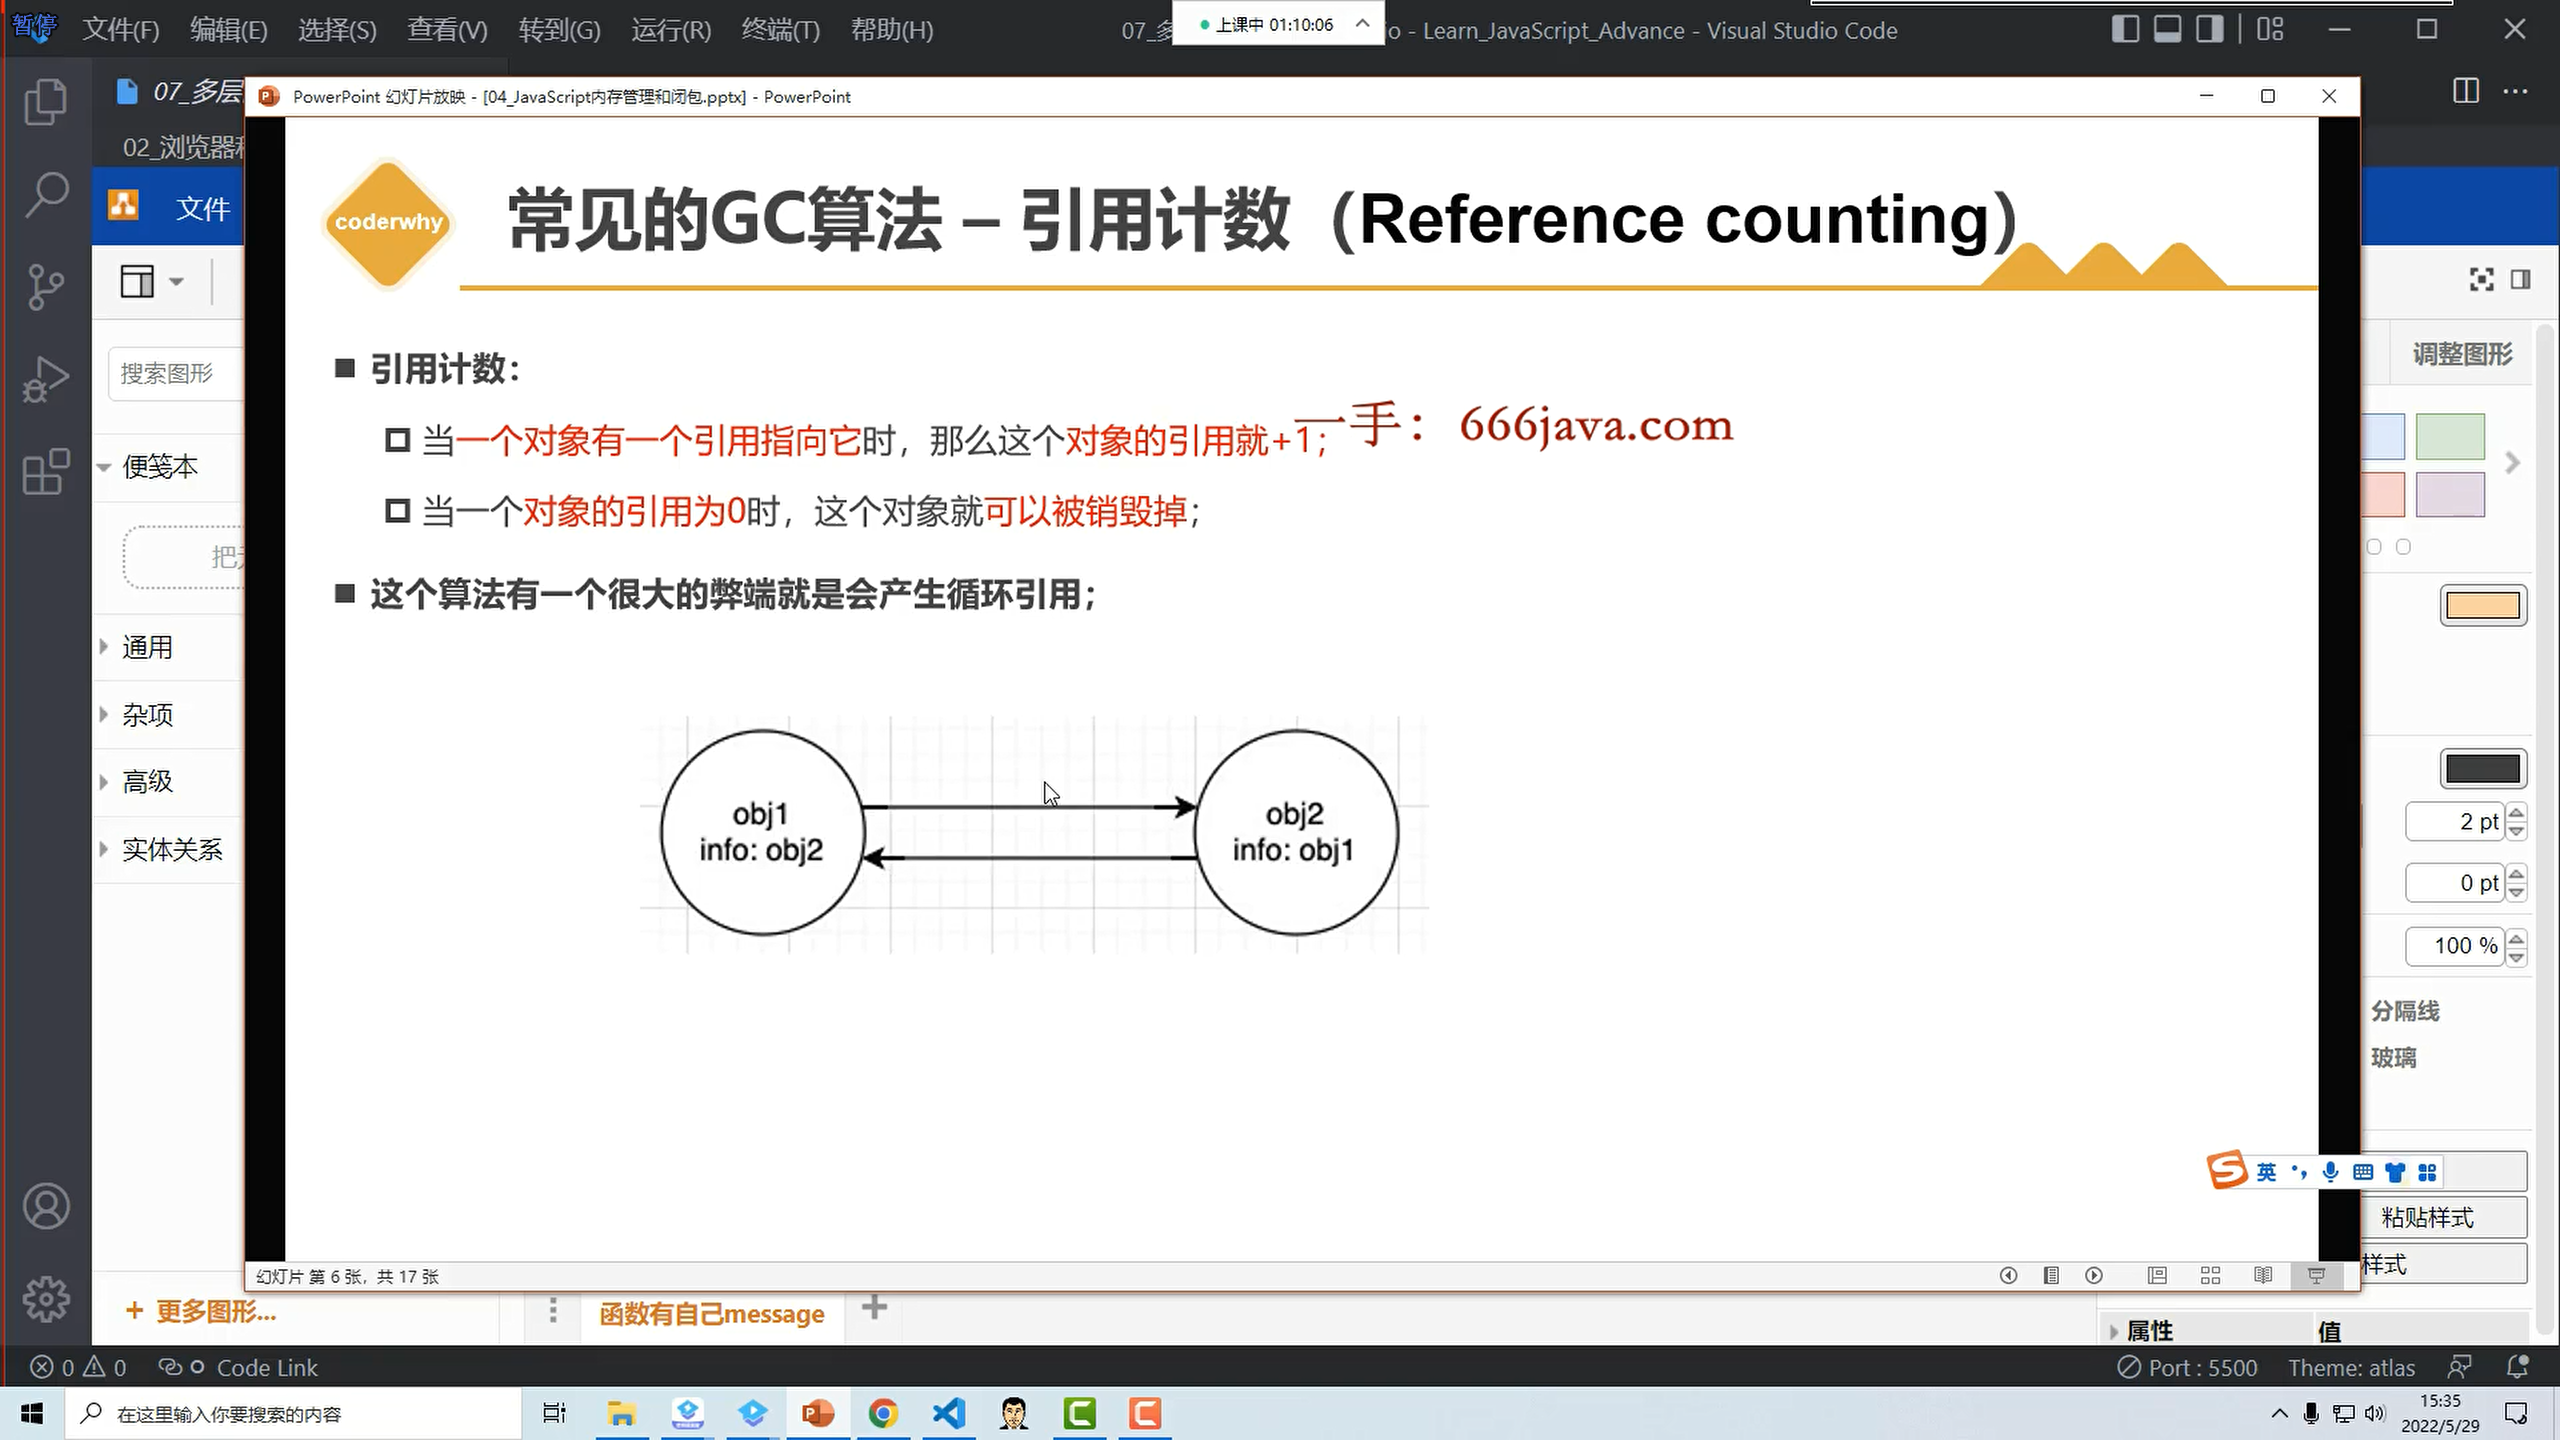 暂停
文件(F) 编辑(E) 选择(S) 查看(V) 转到(G) 运行(R) 终端(T) 帮助(H)
上课中 01:10:06
- Learn_JavaScript_Advance - Visual Studio Code
07_多层
PowerPoint 幻灯片放映 - [04_JavaScript内存管理和闭包.pptx] - PowerPoint
02_浏览器和
文件
coderwhy
常见的GC算法 – 引用计数（Reference counting）
搜索图形
调整图形
引用计数：
当一个对象有一个引用指向它时，那么这个对象的引用就+1；
一手：666java.com
便笺本
当一个对象的引用为0时，这个对象就可以被销毁掉；
这个算法有一个很大的弊端就是会产生循环引用；
通用
杂项
高级
实体关系
obj1
info: obj2
obj2
info: obj1
2 pt
0 pt
100 %
分隔线
玻璃
英
粘贴样式
样式
幻灯片 第 6 张，共 17 张
+ 更多图形...
函数有自己message
属性
值
0 0 Code Link
Port : 5500 Theme: atlas
在这里输入你要搜索的内容
15:35
2022/5/29